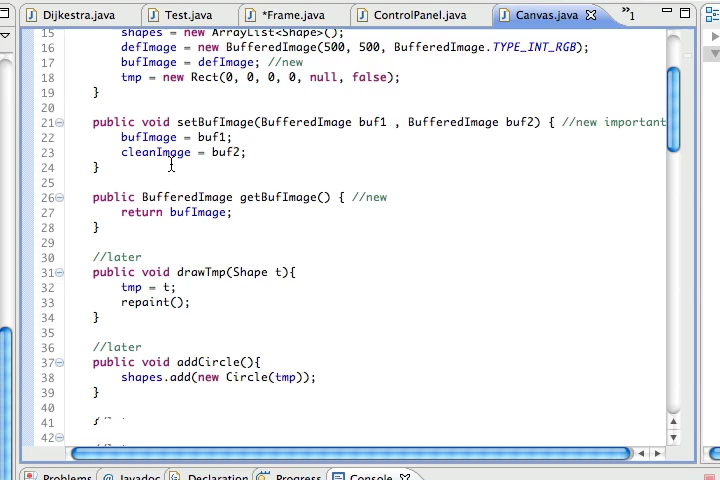 Dijkestra.java
Test.java
*Frame.java
ControlPanel.java
Canvas.java
»1
15 shapes = new ArrayList<Shape>();
16 defImage = new BufferedImage(500, 500, BufferedImage.TYPE_INT_RGB);
17 bufImage = defImage; //new
18 tmp = new Rect(0, 0, 0, 0, null, false);
19 }
20
21 public void setBufImage(BufferedImage buf1 , BufferedImage buf2) { //new important
22 bufImage = buf1;
23 cleanImage = buf2;
24 }
25
26 public BufferedImage getBufImage() { //new
27 return bufImage;
28 }
29
30 //later
31 public void drawTmp(Shape t){
32 tmp = t;
33 repaint();
34 }
35
36 //later
37 public void addCircle(){
38 shapes.add(new Circle(tmp));
39 }
40
41
42
Problems
@ Javadoc
Declaration
Progress
Console